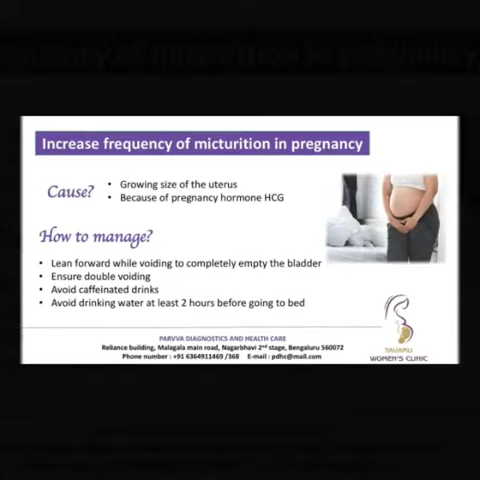 Increase frequency of micturition in pregnancy
Cause?
• Growing size of the uterus
• Because of pregnancy hormone HCG
How to manage?
• Lean forward while voiding to completely empty the bladder
• Ensure double voiding
• Avoid caffeinated drinks
• Avoid drinking water at least 2 hours before going to bed
TAVARU
WOMEN'S CLINIC
PARVVA DIAGNOSTICS AND HEALTH CARE
Reliance building, Malagala main road, Nagarbhavi 2nd stage, Bengaluru 560072
Phone number : +91 6364911469 /368 E-mail : pdhc@mail.com